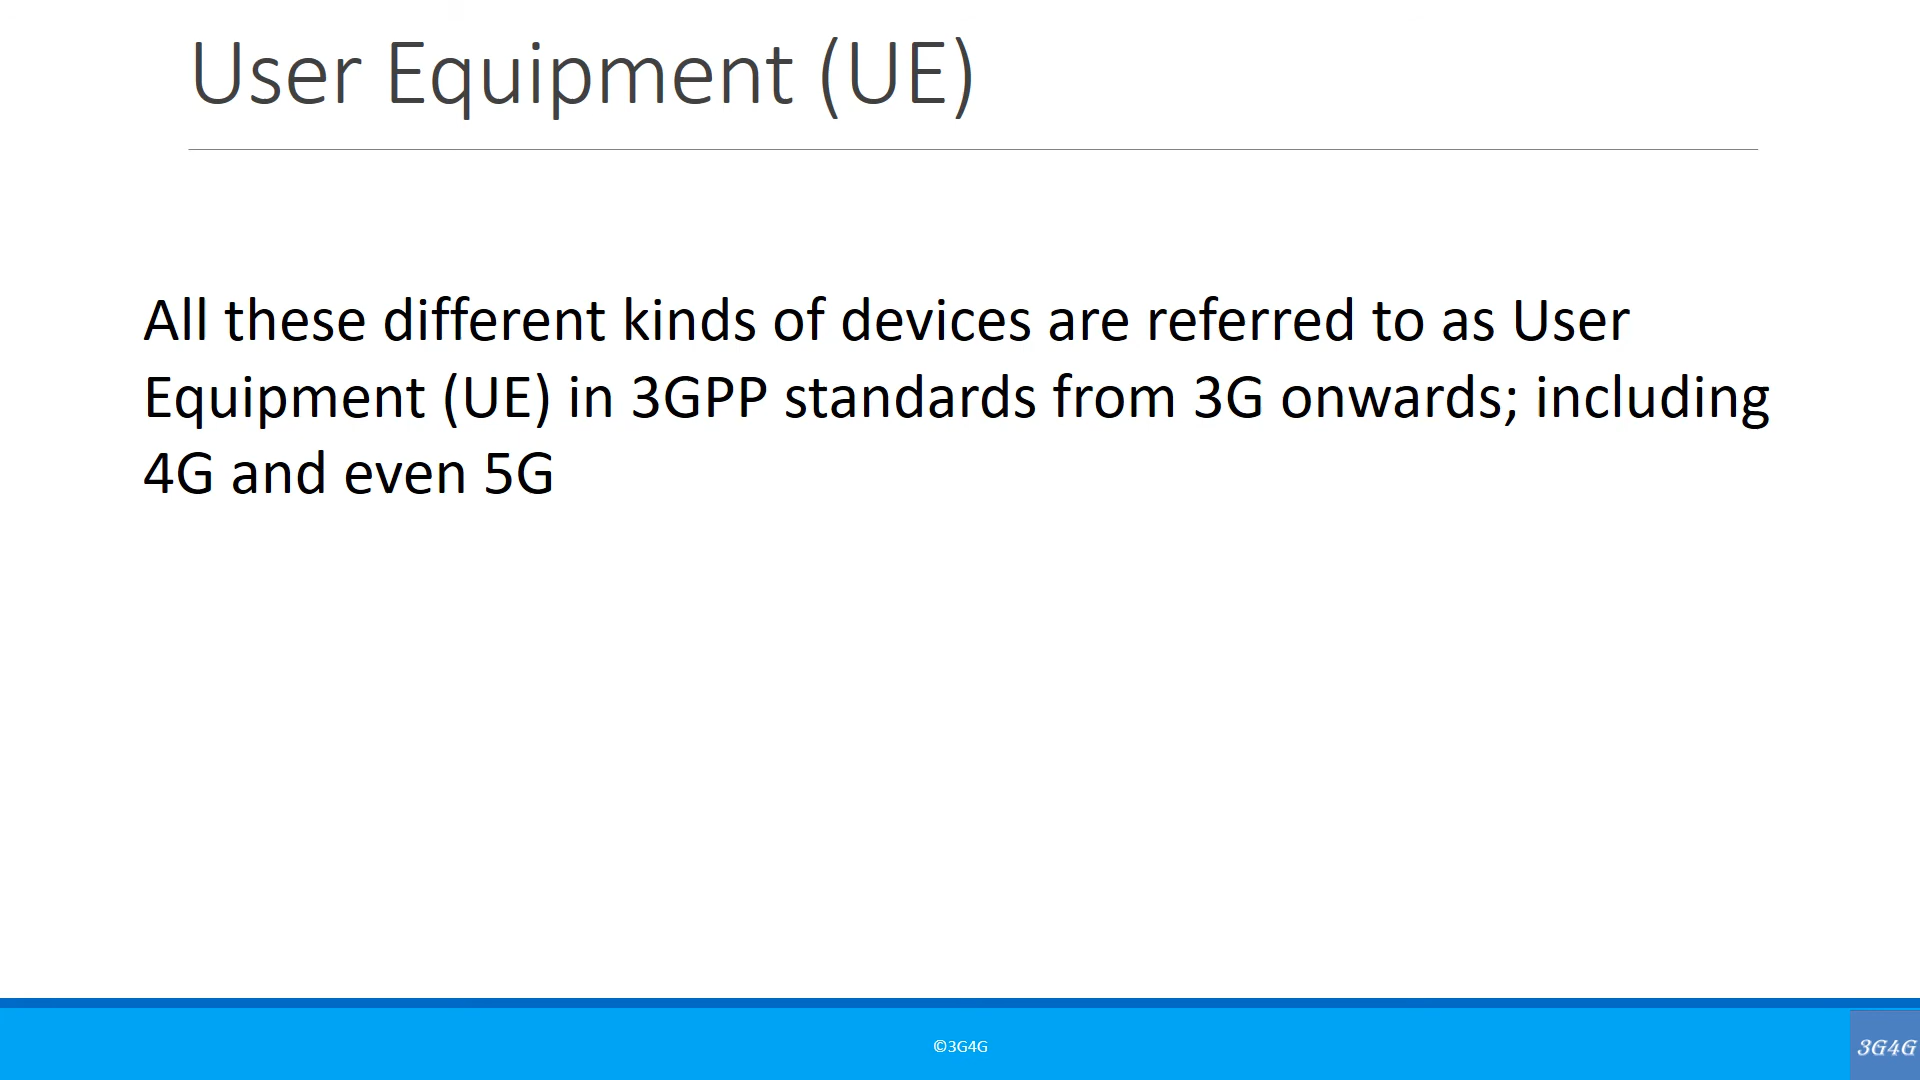 User Equipment (UE)
All these different kinds of devices are referred to as User
Equipment (UE) in 3GPP standards from 3G onwards; including
4G and even 5G
©3G4G
3G4G